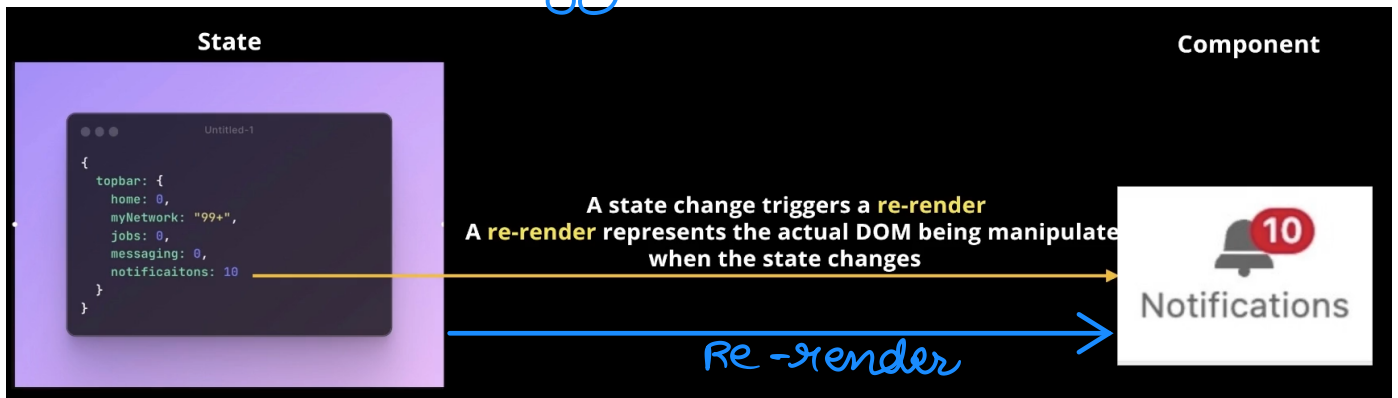 State
Component
Untitled-1
{
topbar: {
home: 0,
myNetwork: "99+",
jobs: 0,
messaging: 0,
notificaitons: 10
}
}
A state change triggers a re-render
A re-render represents the actual DOM being manipulate
when the state changes
10
Notifications
Re-render